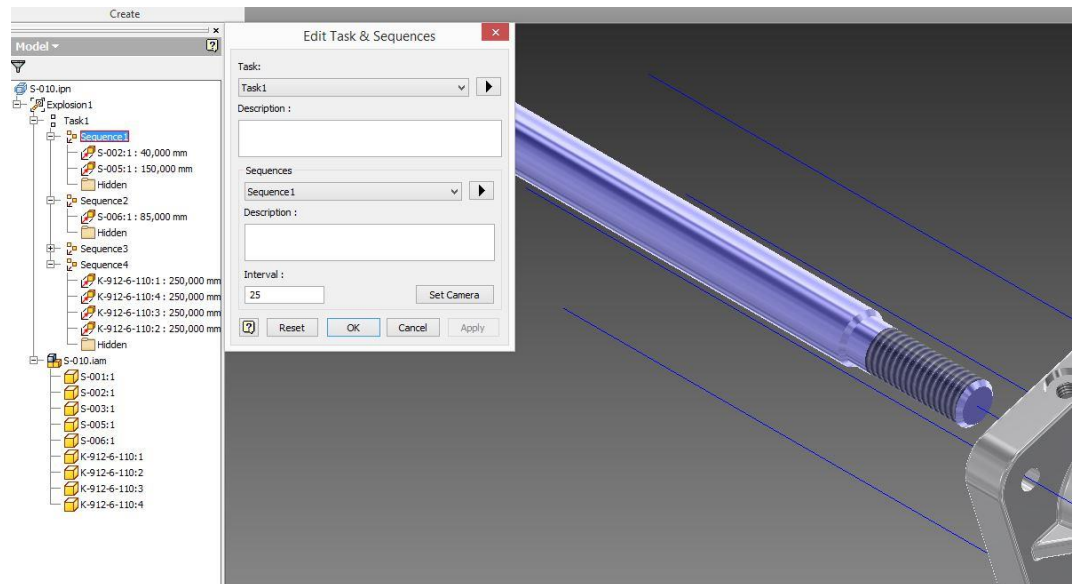 Create
Model
S-010.ipn
Explosion1
Task1
Sequence1
S-002:1 : 40,000 mm
S-005:1 : 150,000 mm
Hidden
Sequence2
S-006:1 : 85,000 mm
Hidden
Sequence3
Sequence4
K-912-6-110:1 : 250,000 mm
K-912-6-110:4 : 250,000 mm
K-912-6-110:3 : 250,000 mm
K-912-6-110:2 : 250,000 mm
Hidden
S-010.iam
S-001:1
S-002:1
S-003:1
S-005:1
S-006:1
K-912-6-110:1
K-912-6-110:2
K-912-6-110:3
K-912-6-110:4
Edit Task & Sequences
Task:
Task1
Description :
Sequences
Sequence1
Description :
Interval :
25
Set Camera
Reset OK Cancel Apply